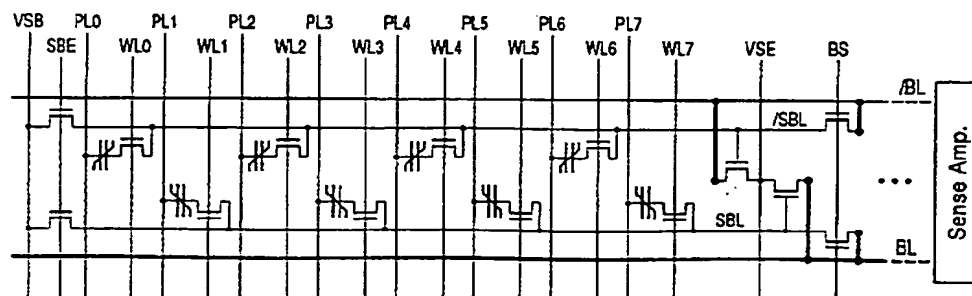 VSB PL0 PL1 PL2 PL3 PL4 PL5 PL6 PL7
SBE WL0 WL1 WL2 WL3 WL4 WL5 WL6 WL7 VSE BS
/BL
/SBL
SBL
BL
Sense Amp.